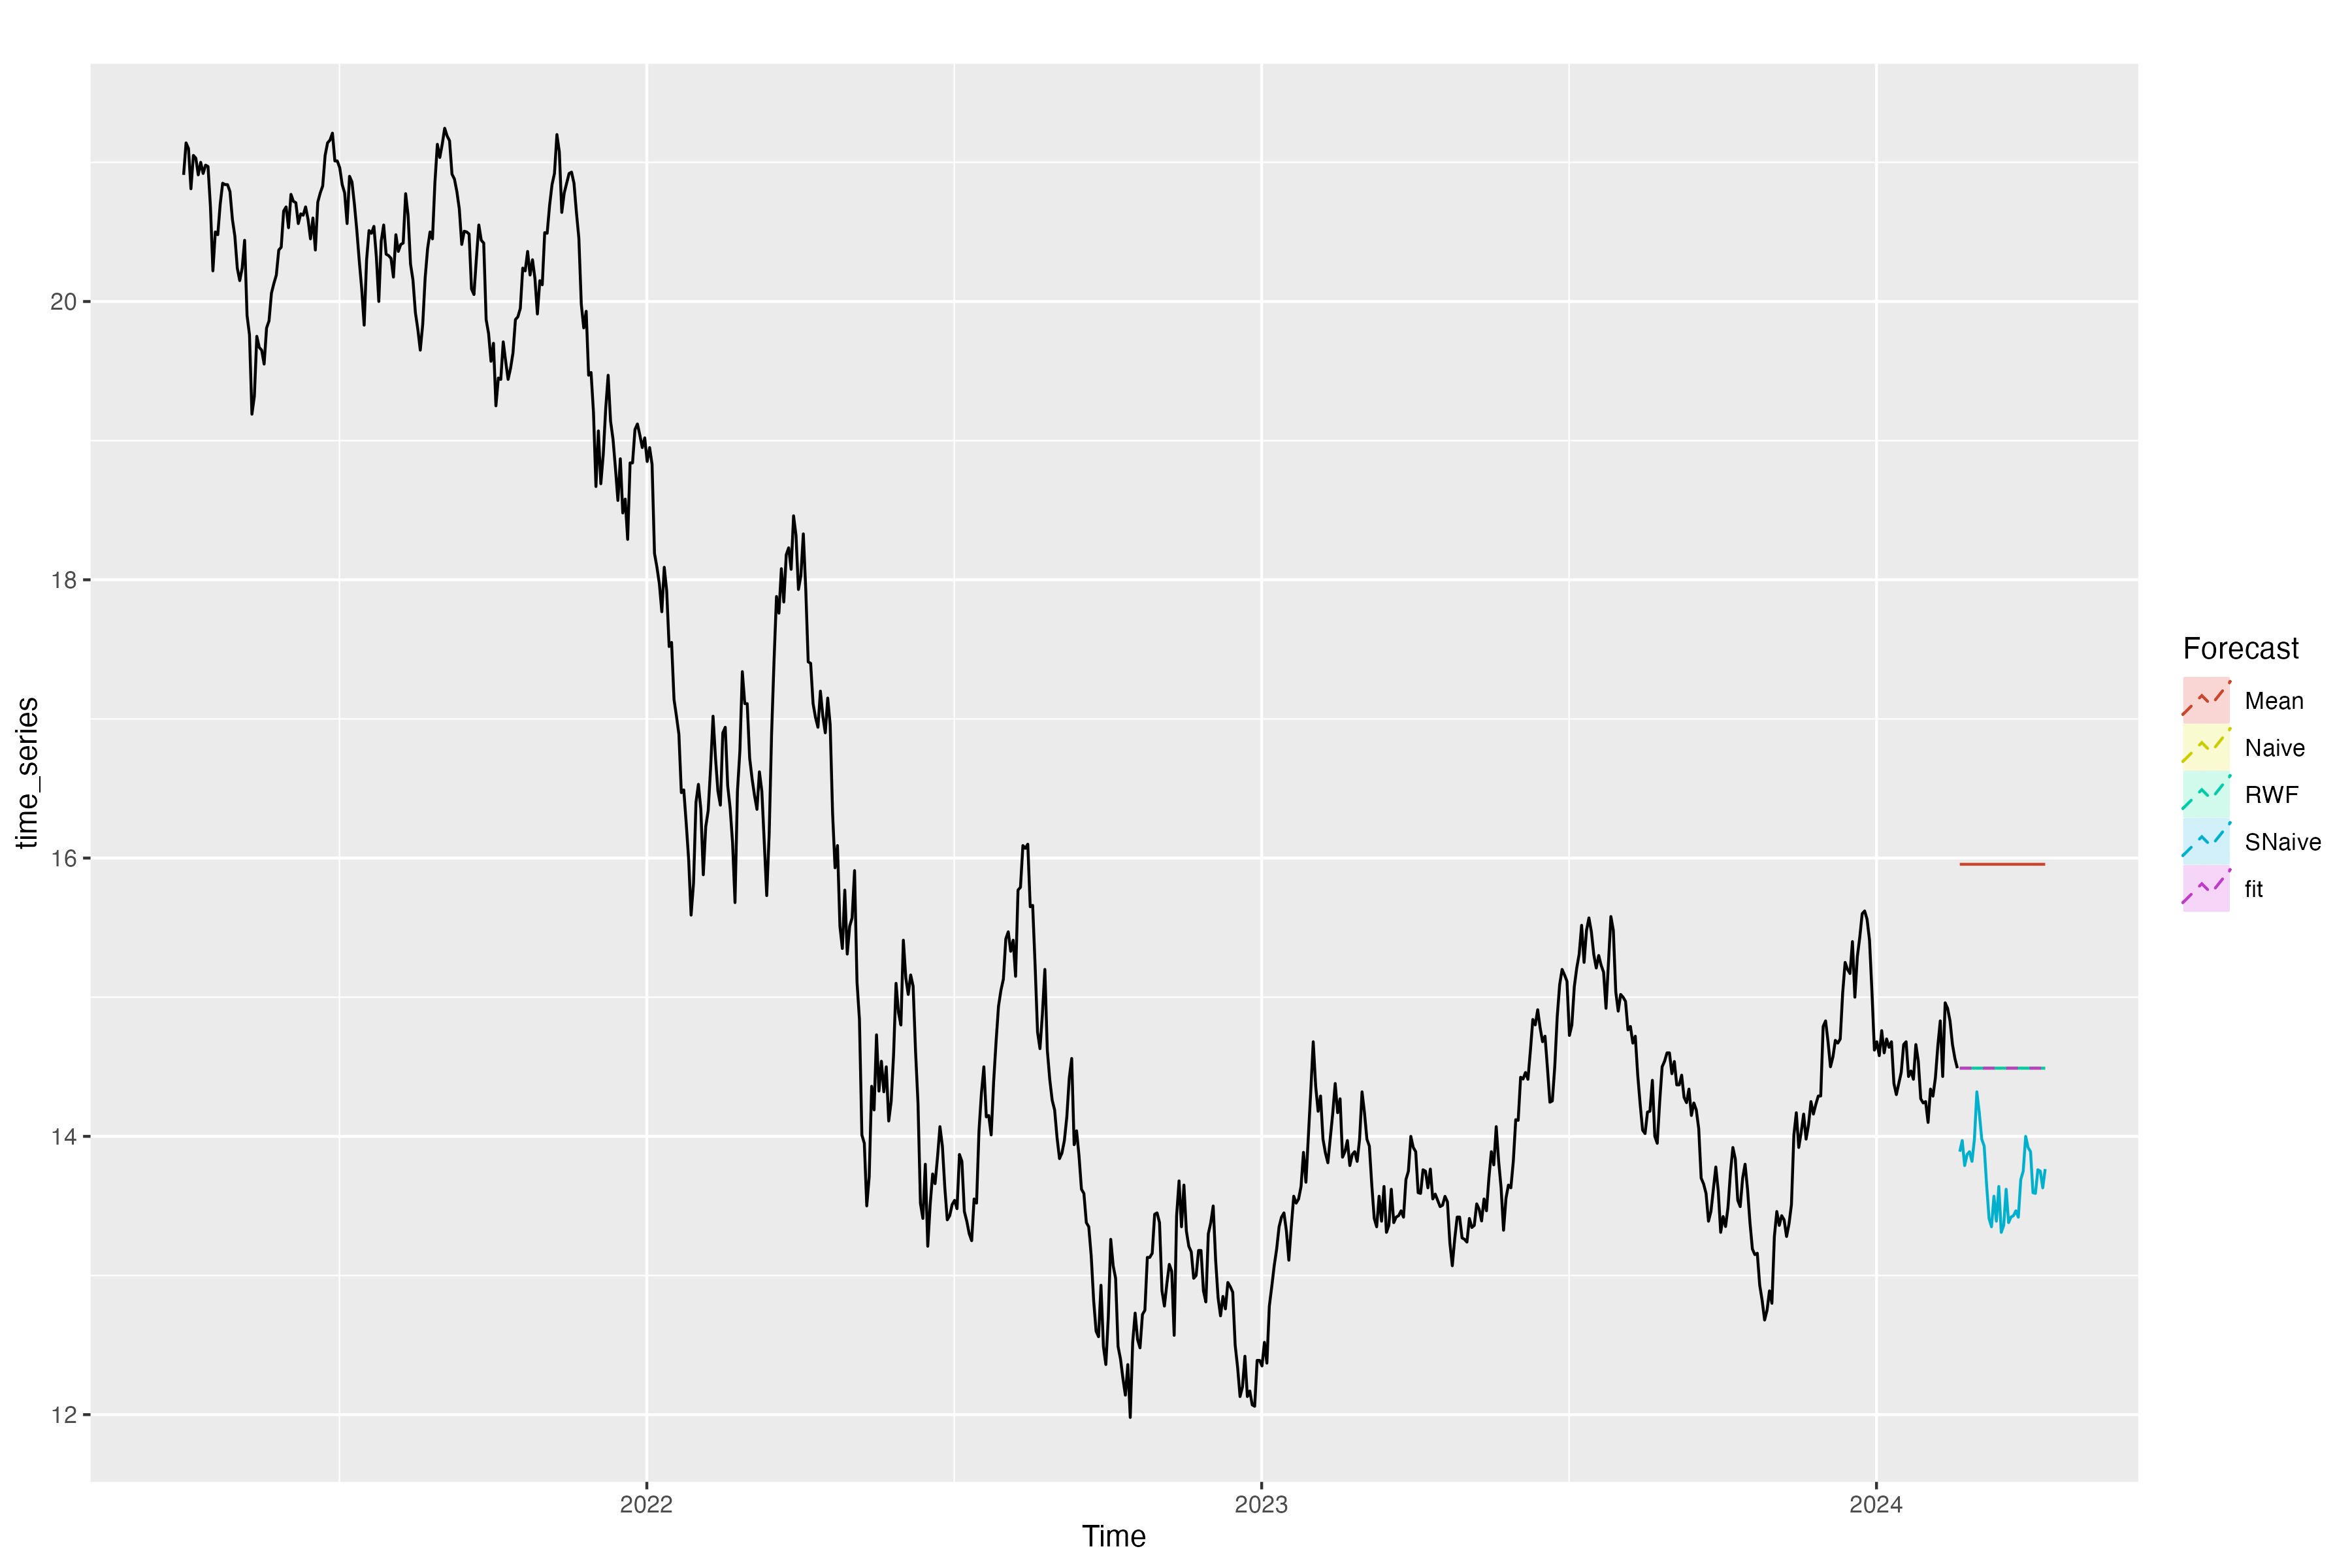 time_series
20
18
16
14
12
2022
2023
2024
Time
Forecast
Mean
Naive
RWF
SNaive
fit